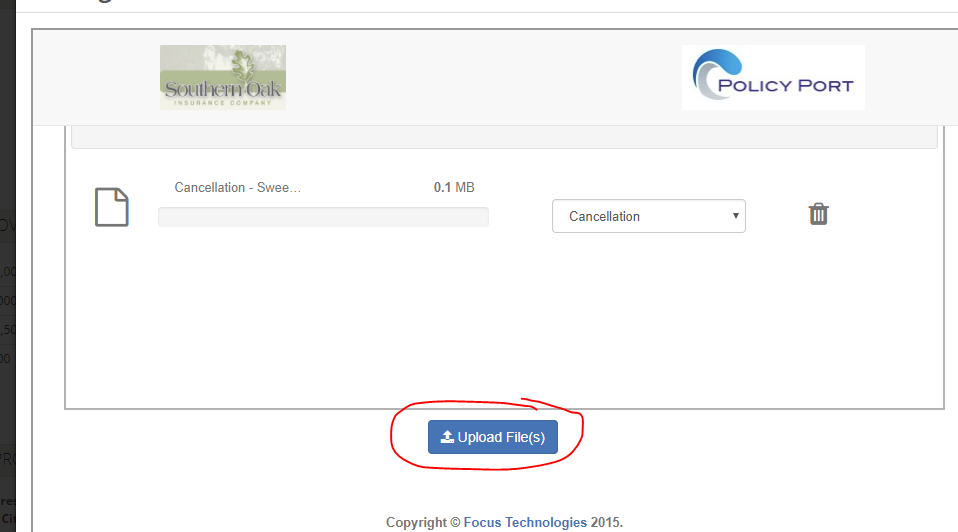 Southern Oak
INSURANCE COMPANY
POLICY PORT
Cancellation - Swee…
0.1 MB
Cancellation
Upload File(s)
Copyright © Focus Technologies 2015.